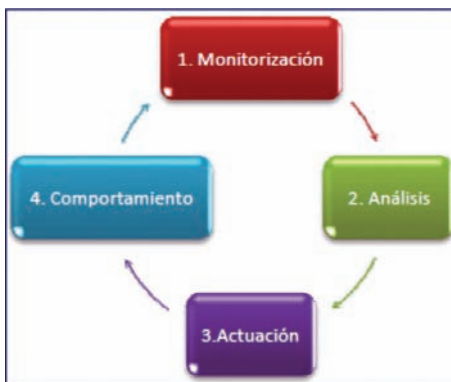 1. Monitorización
2. Análisis
3.Actuación
4. Comportamiento